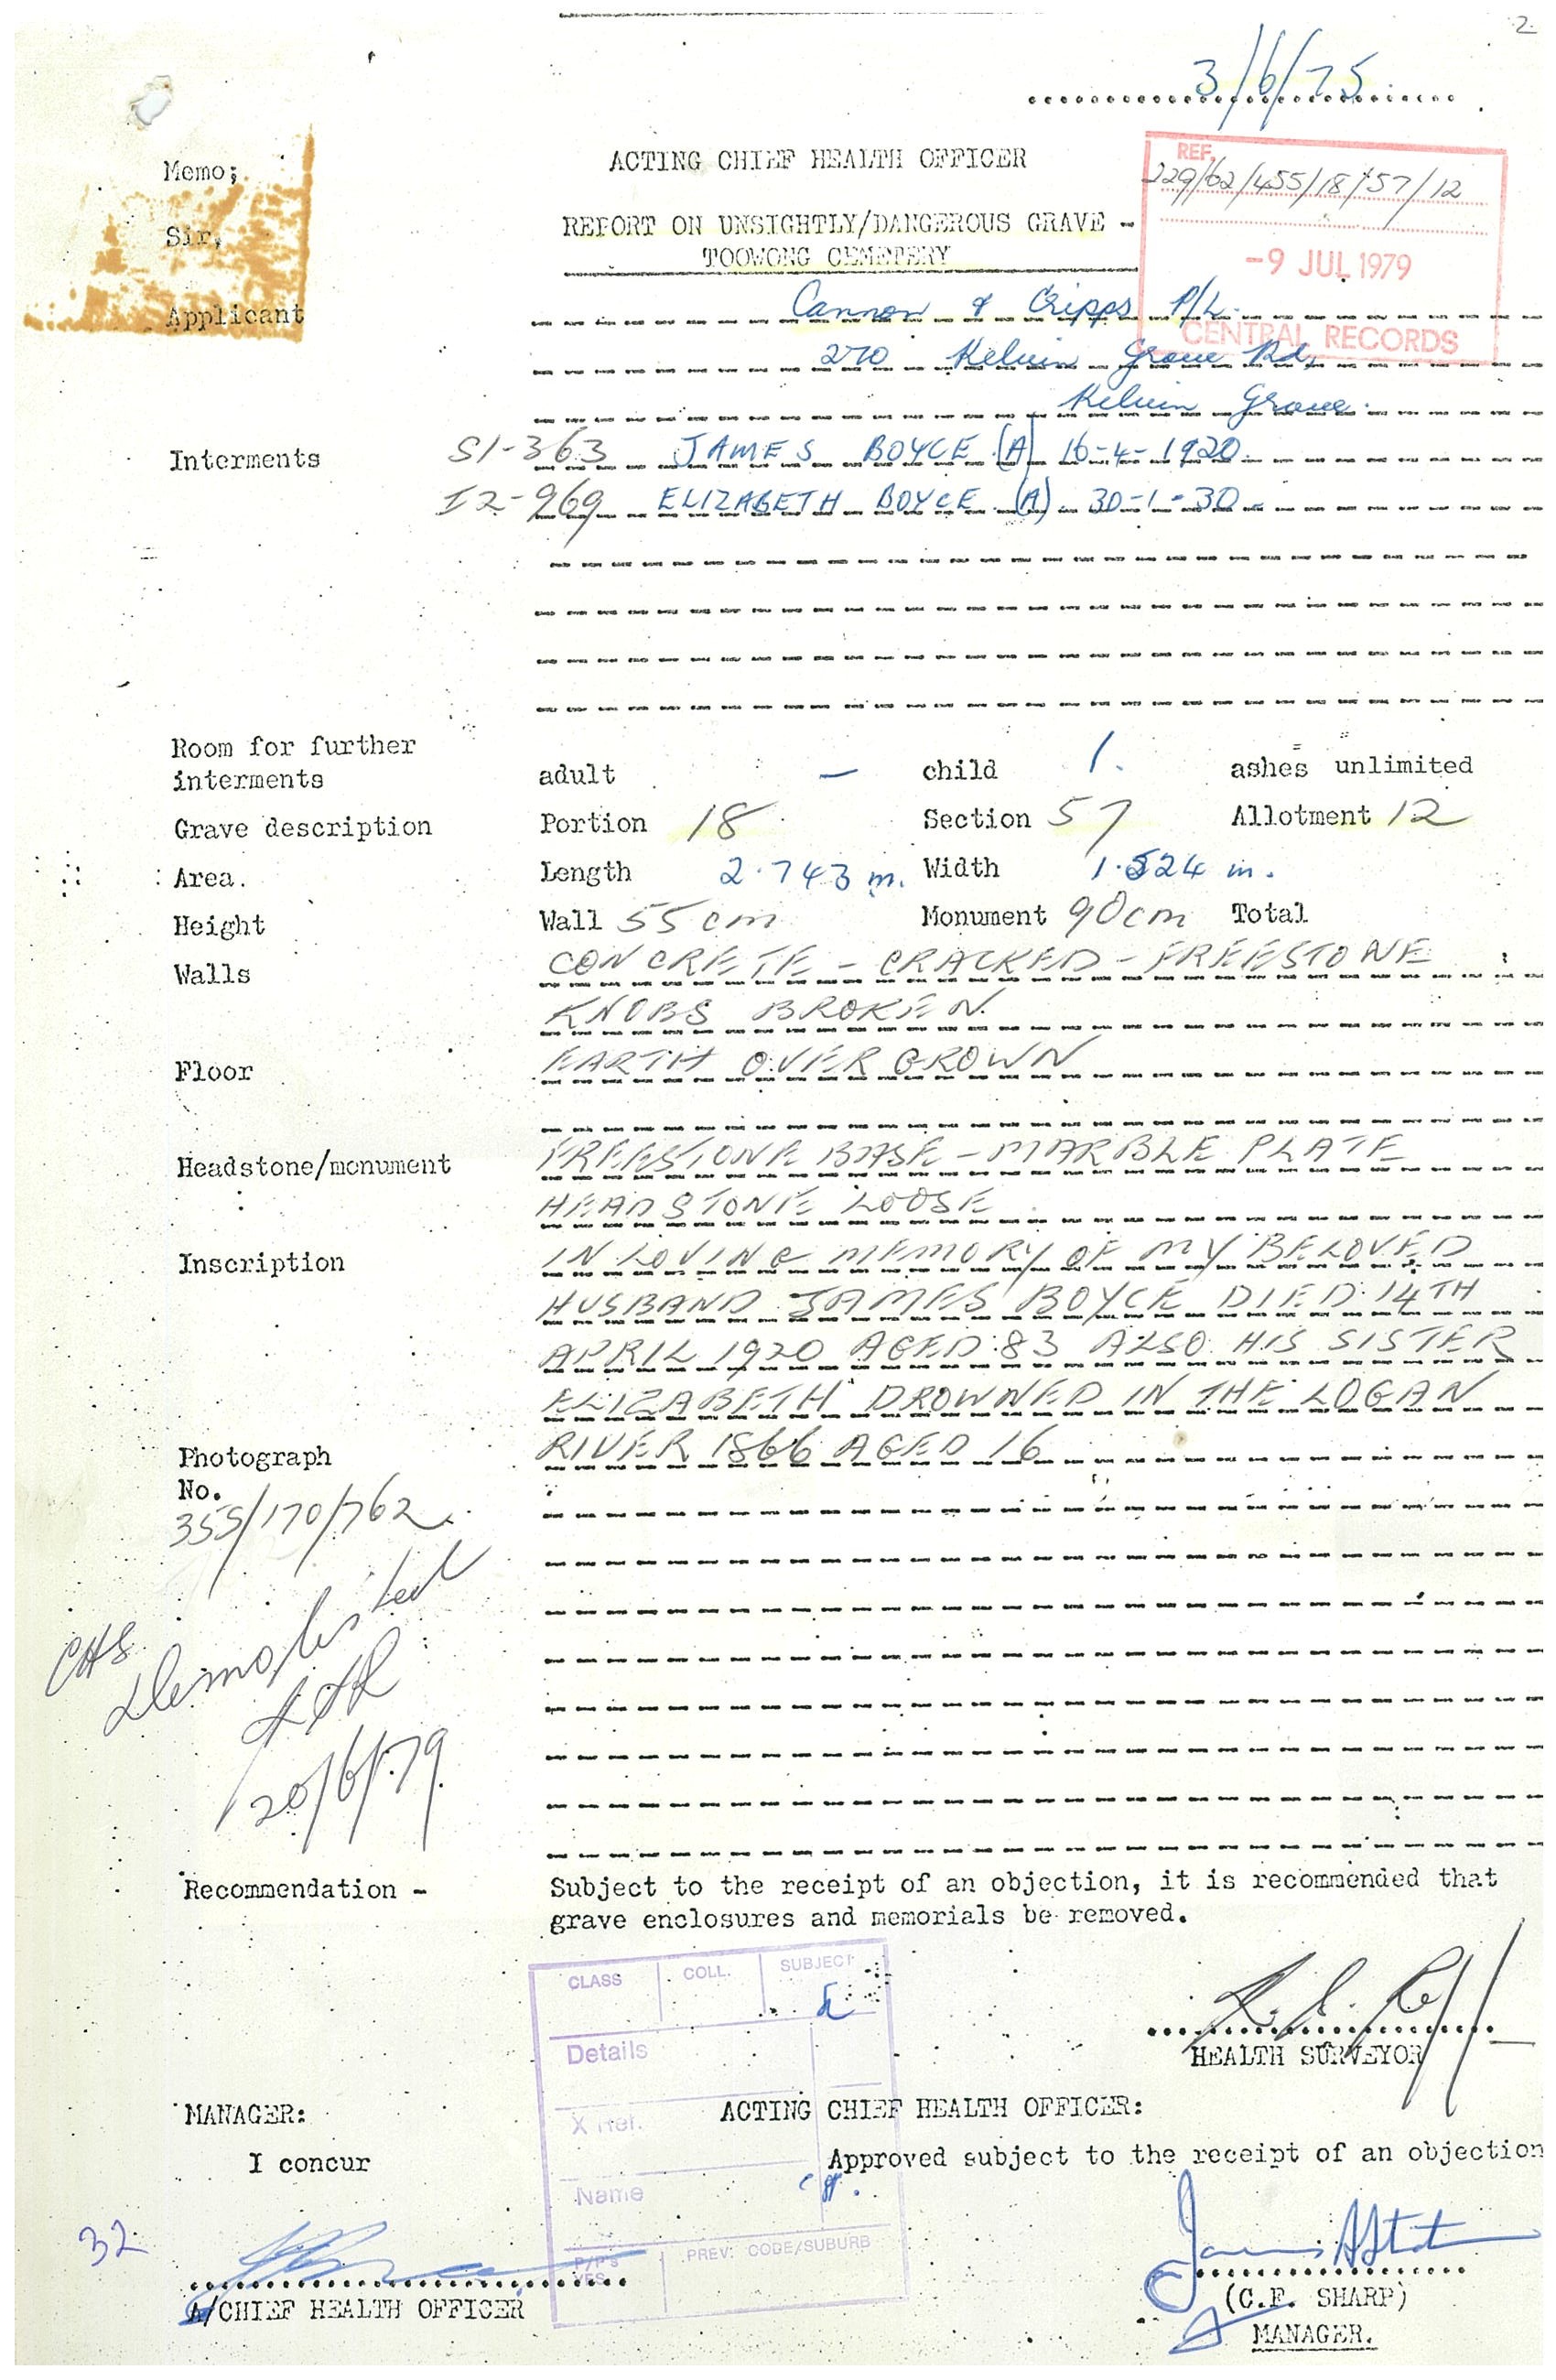 2
3/6/75
Memo;
ACTING CHIEF HEALTH OFFICER
REF.
229/62/455/18/57/12
Sir,
REPORT ON UNSIGHTLY/DANGEROUS GRAVE -
TOOWONG CEMETERY
-9 JUL 1979
CENTRAL RECORDS
Applicant Cannon & Cripps P/L.
270 Kelvin Grove Rd,
Kelvin Grove.
Interments S1-363 JAMES BOYCE (A) 16-4-1920.
I2-969 ELIZABETH BOYCE (A) 30-1-30.
Room for further
interments adult - child 1. ashes unlimited
Grave description Portion 18 Section 57 Allotment 12
Area. Length 2.743 m. Width 1.524 m.
Height Wall 55 cm Monument 90cm Total
Walls CONCRETE - CRACKED - FREESTONE
KNOBS BROKEN.
Floor EARTH OVERGROWN
Headstone/monument FREESTONE BASE - MARBLE PLATE
HEADSTONE LOOSE
Inscription IN LOVING MEMORY OF MY BELOVED
HUSBAND JAMES BOYCE DIED 14TH
APRIL 1920 AGED 83 ALSO HIS SISTER
ELIZABETH DROWNED IN THE LOGAN
RIVER 1866 AGED 16
Photograph
No.
355/170/762
CHS
Demolished
20/6/79
Recommendation - Subject to the receipt of an objection, it is recommended that
grave enclosures and memorials be removed.
CLASS COLL. SUBJECT
Details
X Ref.
Name
P/P's
YES
PREV. CODE/SUBURB
HEALTH SURVEYOR
MANAGER: ACTING CHIEF HEALTH OFFICER:
I concur Approved subject to the receipt of an objection
32
A/CHIEF HEALTH OFFICER
(C.F. SHARP)
A MANAGER.